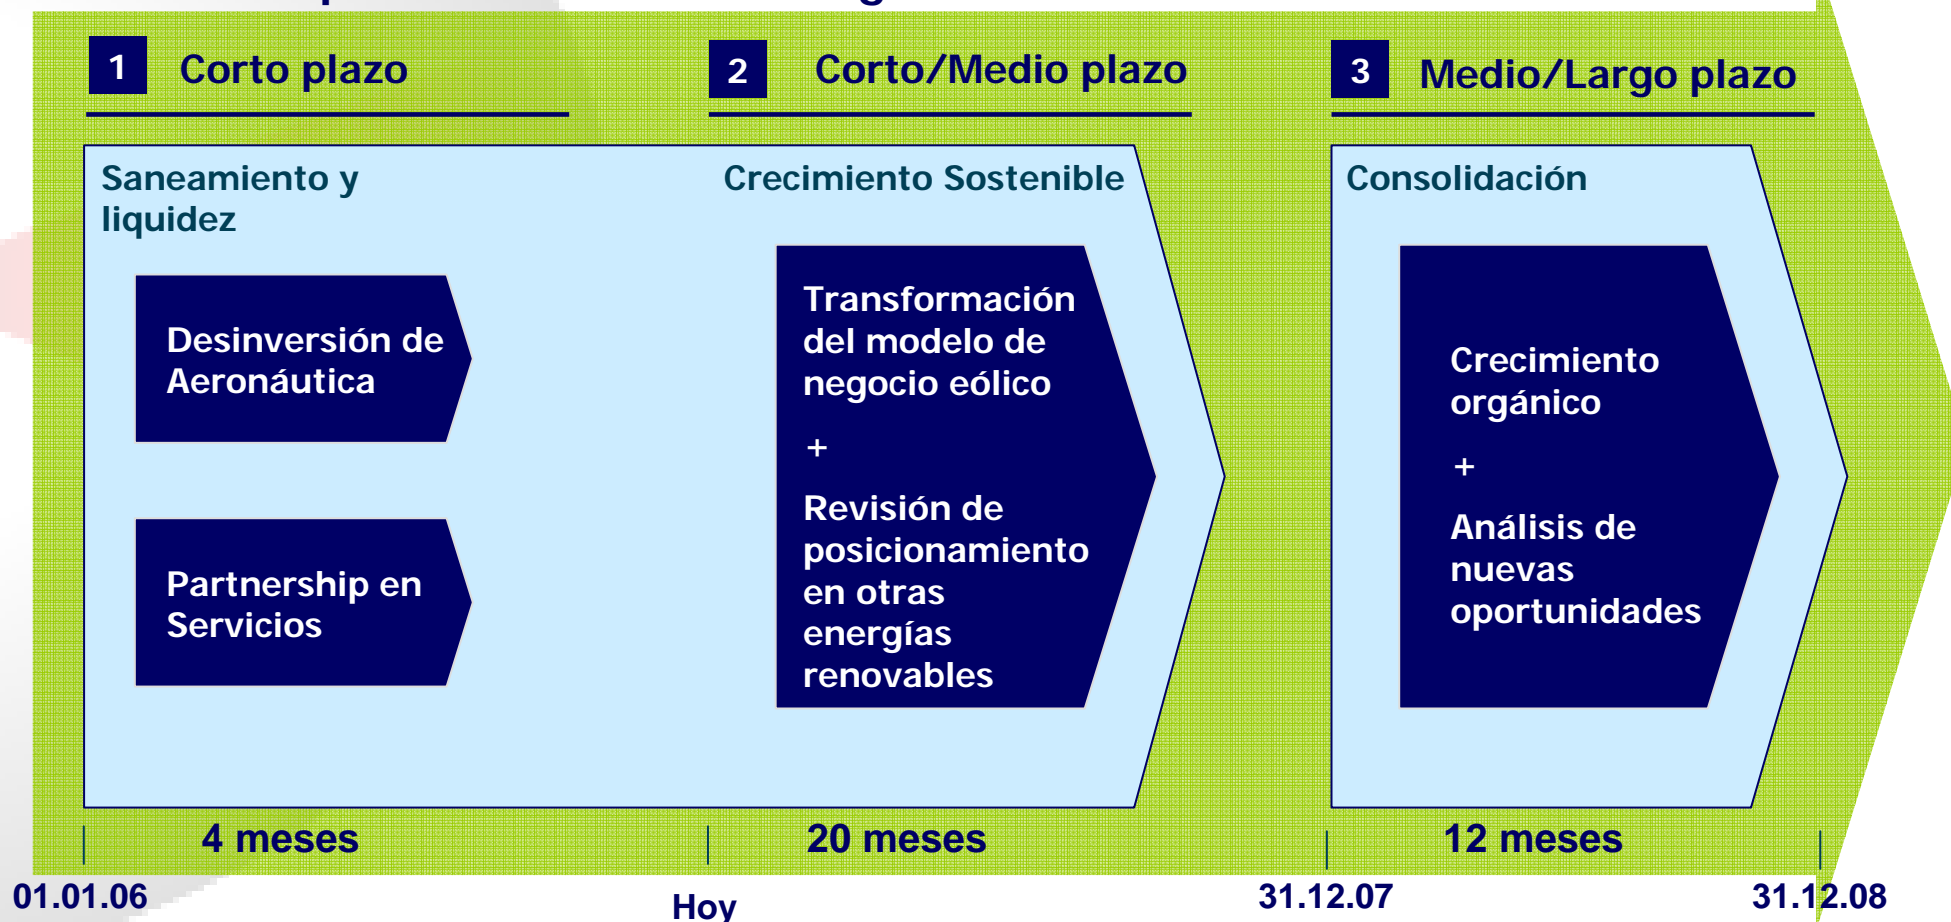 1 Corto plazo
2 Corto/Medio plazo
3 Medio/Largo plazo
Saneamiento y
liquidez
Desinversión de
Aeronáutica
Partnership en
Servicios
Crecimiento Sostenible
Transformación
del modelo de
negocio eólico
+
Revisión de
posicionamiento
en otras
energías
renovables
Consolidación
Crecimiento
orgánico
+
Análisis de
nuevas
oportunidades
4 meses
20 meses
12 meses
01.01.06
Hoy
31.12.07
31.12.08